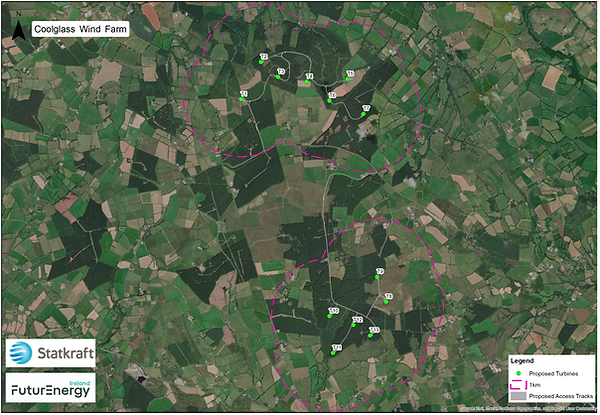 N
Coolglass Wind Farm
T2
T3
T4
T5
T1
T6
T7
T9
T8
T10
T12
T13
T11
Statkraft
FuturEnergy
Ireland
Legend
Proposed Turbines
1km
Proposed Access Tracks